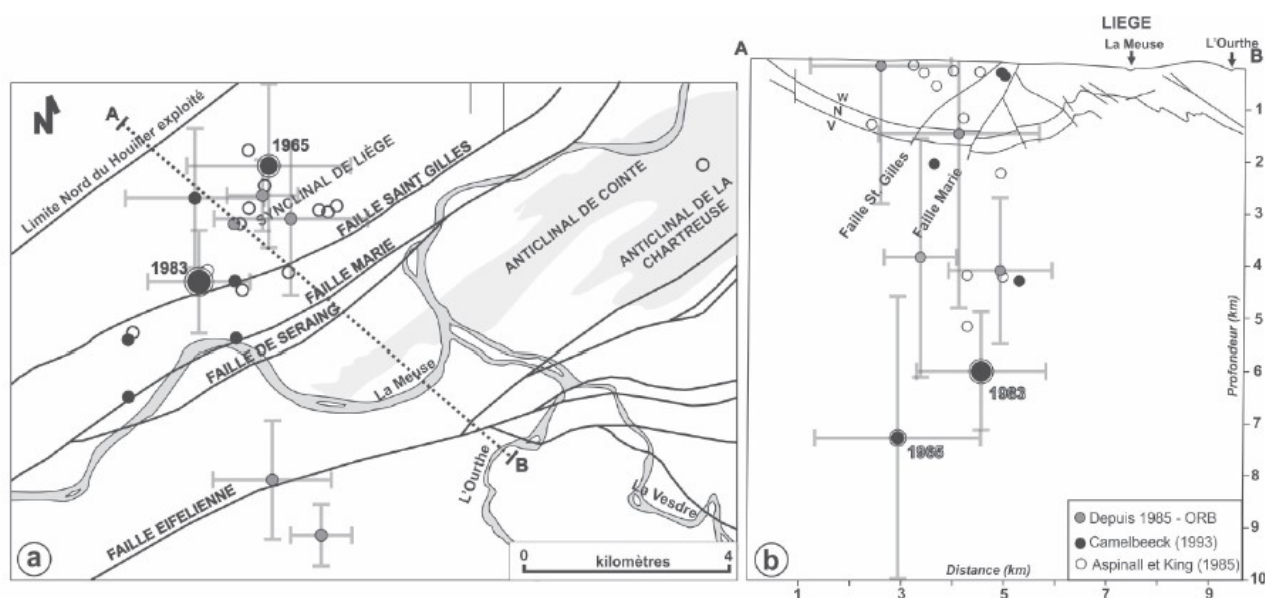 N
A
B
Limite Nord du Houiller exploité
1965
SYNCLINAL DE LIÈGE
FAILLE SAINT GILLES
1983
FAILLE MARIE
FAILLE DE SERAING
ANTICLINAL DE COINTE
ANTICLINAL DE LA
CHARTREUSE
La Meuse
FAILLE EIFELIENNE
L'Ourthe
La Vesdre
a
0 kilomètres 4
LIEGE
La Meuse
L'Ourthe
A
B
W
N
V
Faille St. Gilles
Faille Marie
1983
1965
1
2
3
4
5
6
7
8
9
10
Profondeur (km)
Depuis 1985 - ORB
Camelbeeck (1993)
Aspinall et King (1985)
b
Distance (km)
1 3 5 7 9